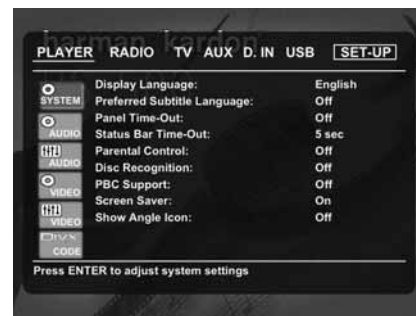 harman kardon
PLAYER RADIO TV AUX D. IN USB SET-UP
SYSTEM
AUDIO
AUDIO
VIDEO
VIDEO
DIVX
CODE
Display Language: English
Preferred Subtitle Language: Off
Panel Time-Out: Off
Status Bar Time-Out: 5 sec
Parental Control: Off
Disc Recognition: Off
PBC Support: Off
Screen Saver: On
Show Angle Icon: Off
Press ENTER to adjust system settings